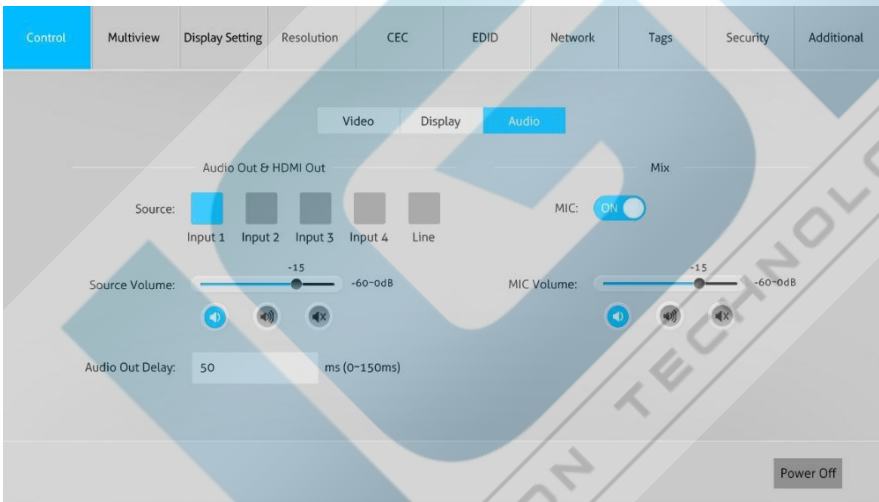 Control Multiview Display Setting Resolution CEC EDID Network Tags Security Additional
Video Display Audio
Audio Out & HDMI Out
Source:
Input 1 Input 2 Input 3 Input 4 Line
-15
Source Volume: -60~0dB
Audio Out Delay: 50 ms (0~150ms)
Mix
MIC: ON
-15
MIC Volume: -60~0dB
Power Off